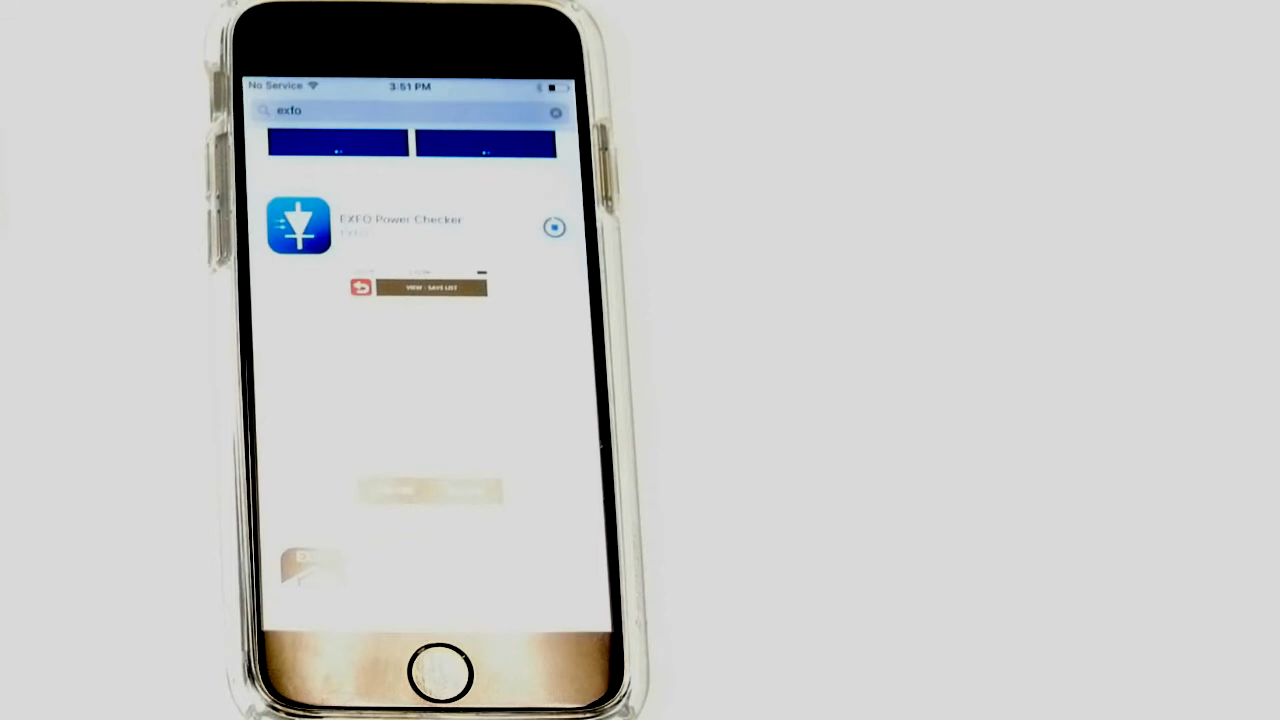 No Service
3:51 PM
exfo
EXFO Power Checker
VIEW - SAVE LIST